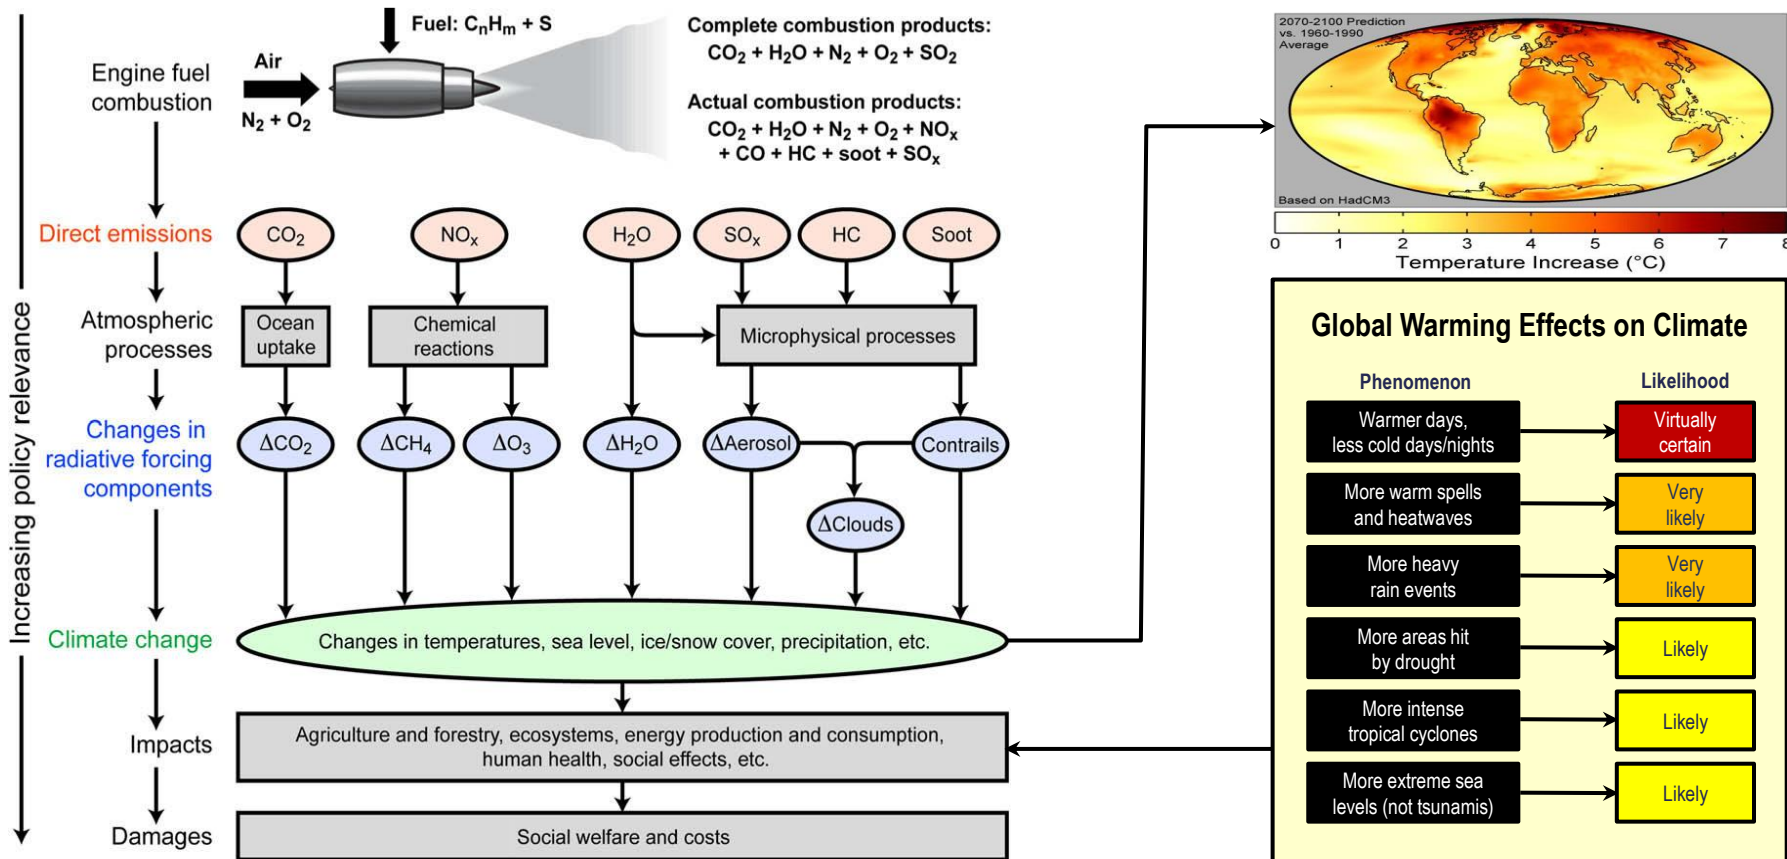 Increasing policy relevance
Engine fuel
combustion
Direct emissions
Atmospheric
processes
Changes in
radiative forcing
components
Climate change
Impacts
Damages
Fuel: CₙHₘ + S
Air
N₂ + O₂
Complete combustion products:
CO₂ + H₂O + N₂ + O₂ + SO₂
Actual combustion products:
CO₂ + H₂O + N₂ + O₂ + NOₓ
+ CO + HC + soot + SOₓ
CO₂
NOₓ
H₂O
SOₓ
HC
Soot
Ocean
uptake
Chemical
reactions
Microphysical processes
ΔCO₂
ΔCH₄
ΔO₃
ΔH₂O
ΔAerosol
Contrails
ΔClouds
Changes in temperatures, sea level, ice/snow cover, precipitation, etc.
Agriculture and forestry, ecosystems, energy production and consumption,
human health, social effects, etc.
Social welfare and costs
2070-2100 Prediction
vs. 1960-1990
Average
Based on HadCM3
0 1 2 3 4 5 6 7 8
Temperature Increase (°C)
Global Warming Effects on Climate
Phenomenon Likelihood
Warmer days,
less cold days/nights
Virtually
certain
More warm spells
and heatwaves
Very
likely
More heavy
rain events
Very
likely
More areas hit
by drought
Likely
More intense
tropical cyclones
Likely
More extreme sea
levels (not tsunamis)
Likely